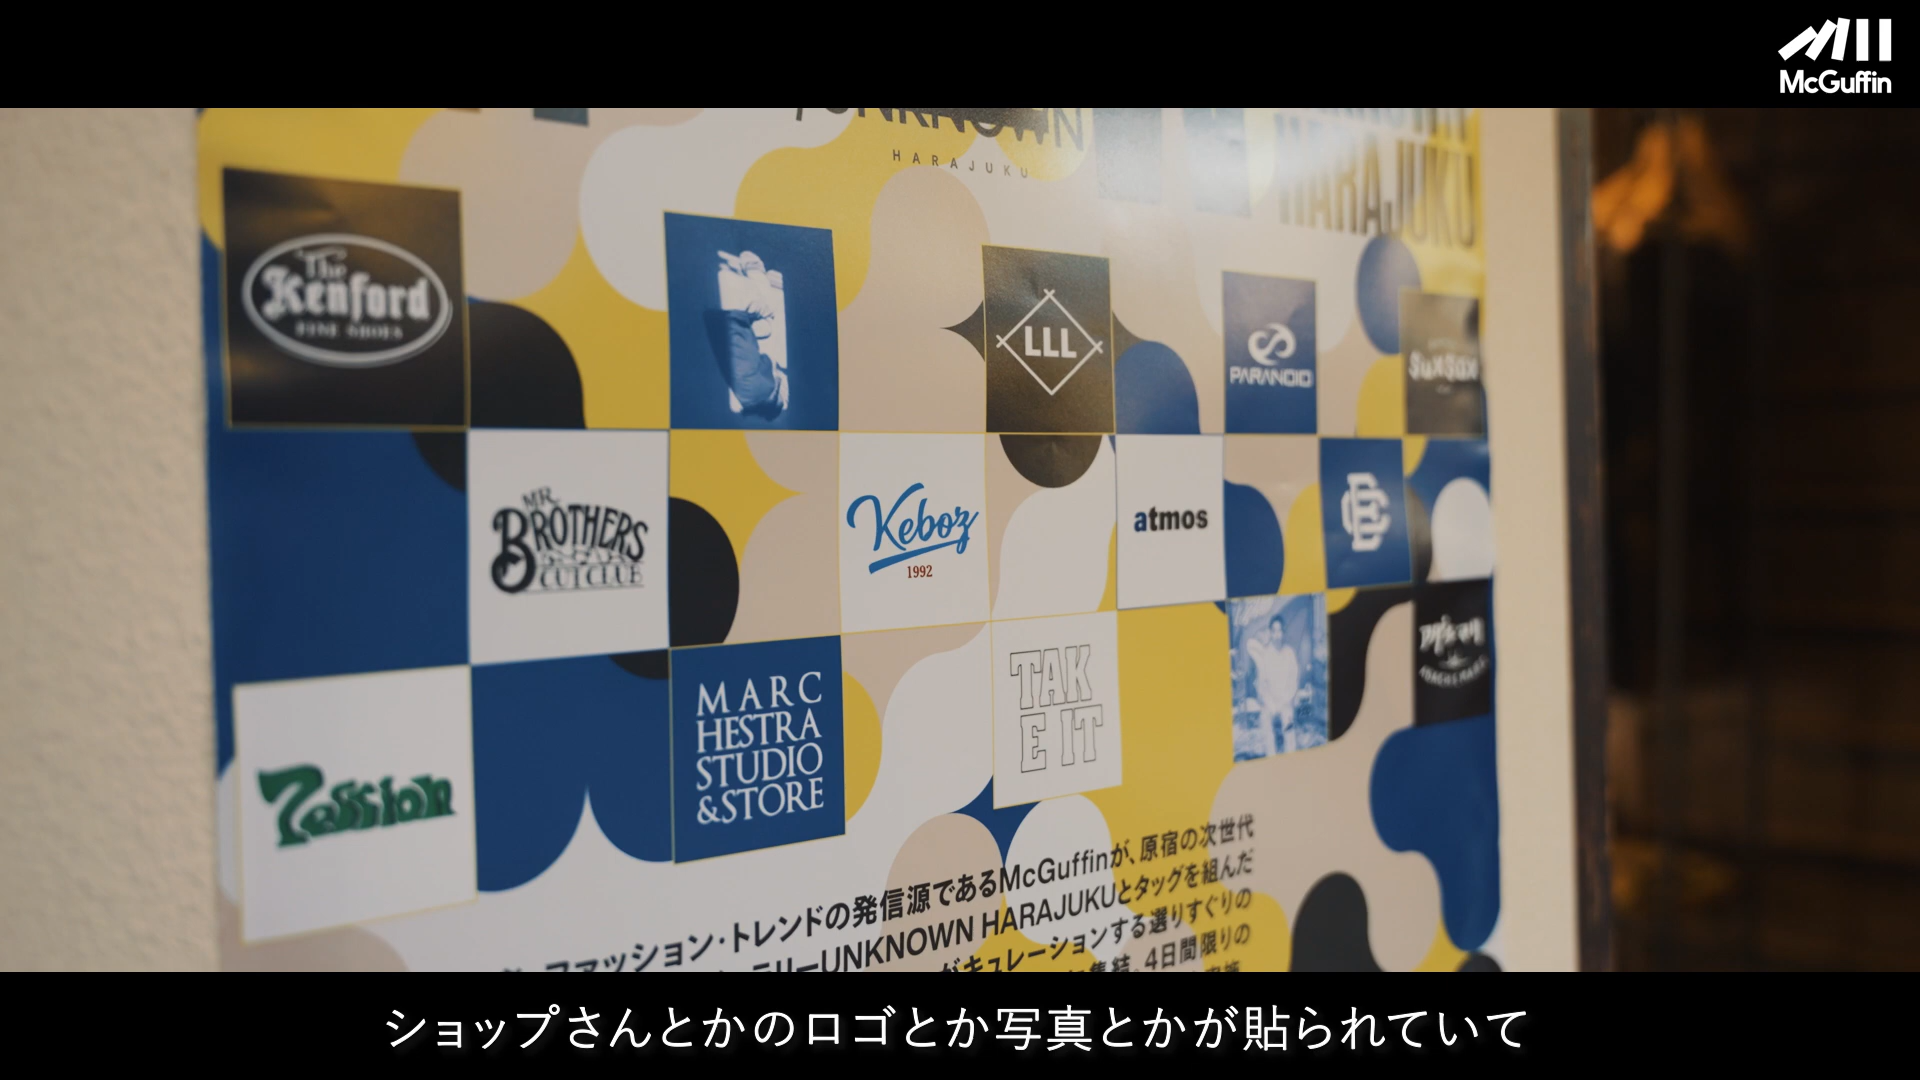 McGuffin
UNKNOWN
HARAJUKU
HARAJUKU
The
Kenford
FINE SHOES
LLL
PARANOID
MR.
BROTHERS
CUTCLUB
Keboz
1992
atmos
7ession
MARC
HESTRA
STUDIO
&STORE
TAK
E IT
ファッション・トレンドの発信源であるMcGuffinが、原宿の次世代
UNKNOWN HARAJUKUとタッグを組んだ
がキュレーションする選りすぐりの
集結。4日間限りの
ショップさんとかのロゴとか写真とかが貼られていて